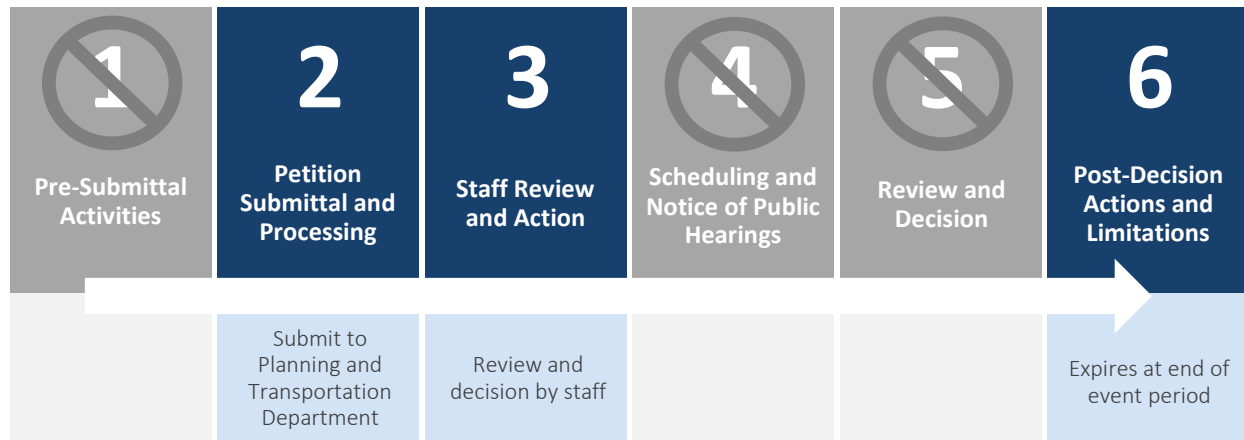 1
Pre-Submittal
Activities
2
Petition
Submittal and
Processing
Submit to
Planning and
Transportation
Department
3
Staff Review
and Action
Review and
decision by staff
4
Scheduling and
Notice of Public
Hearings
5
Review and
Decision
6
Post-Decision
Actions and
Limitations
Expires at end of
event period